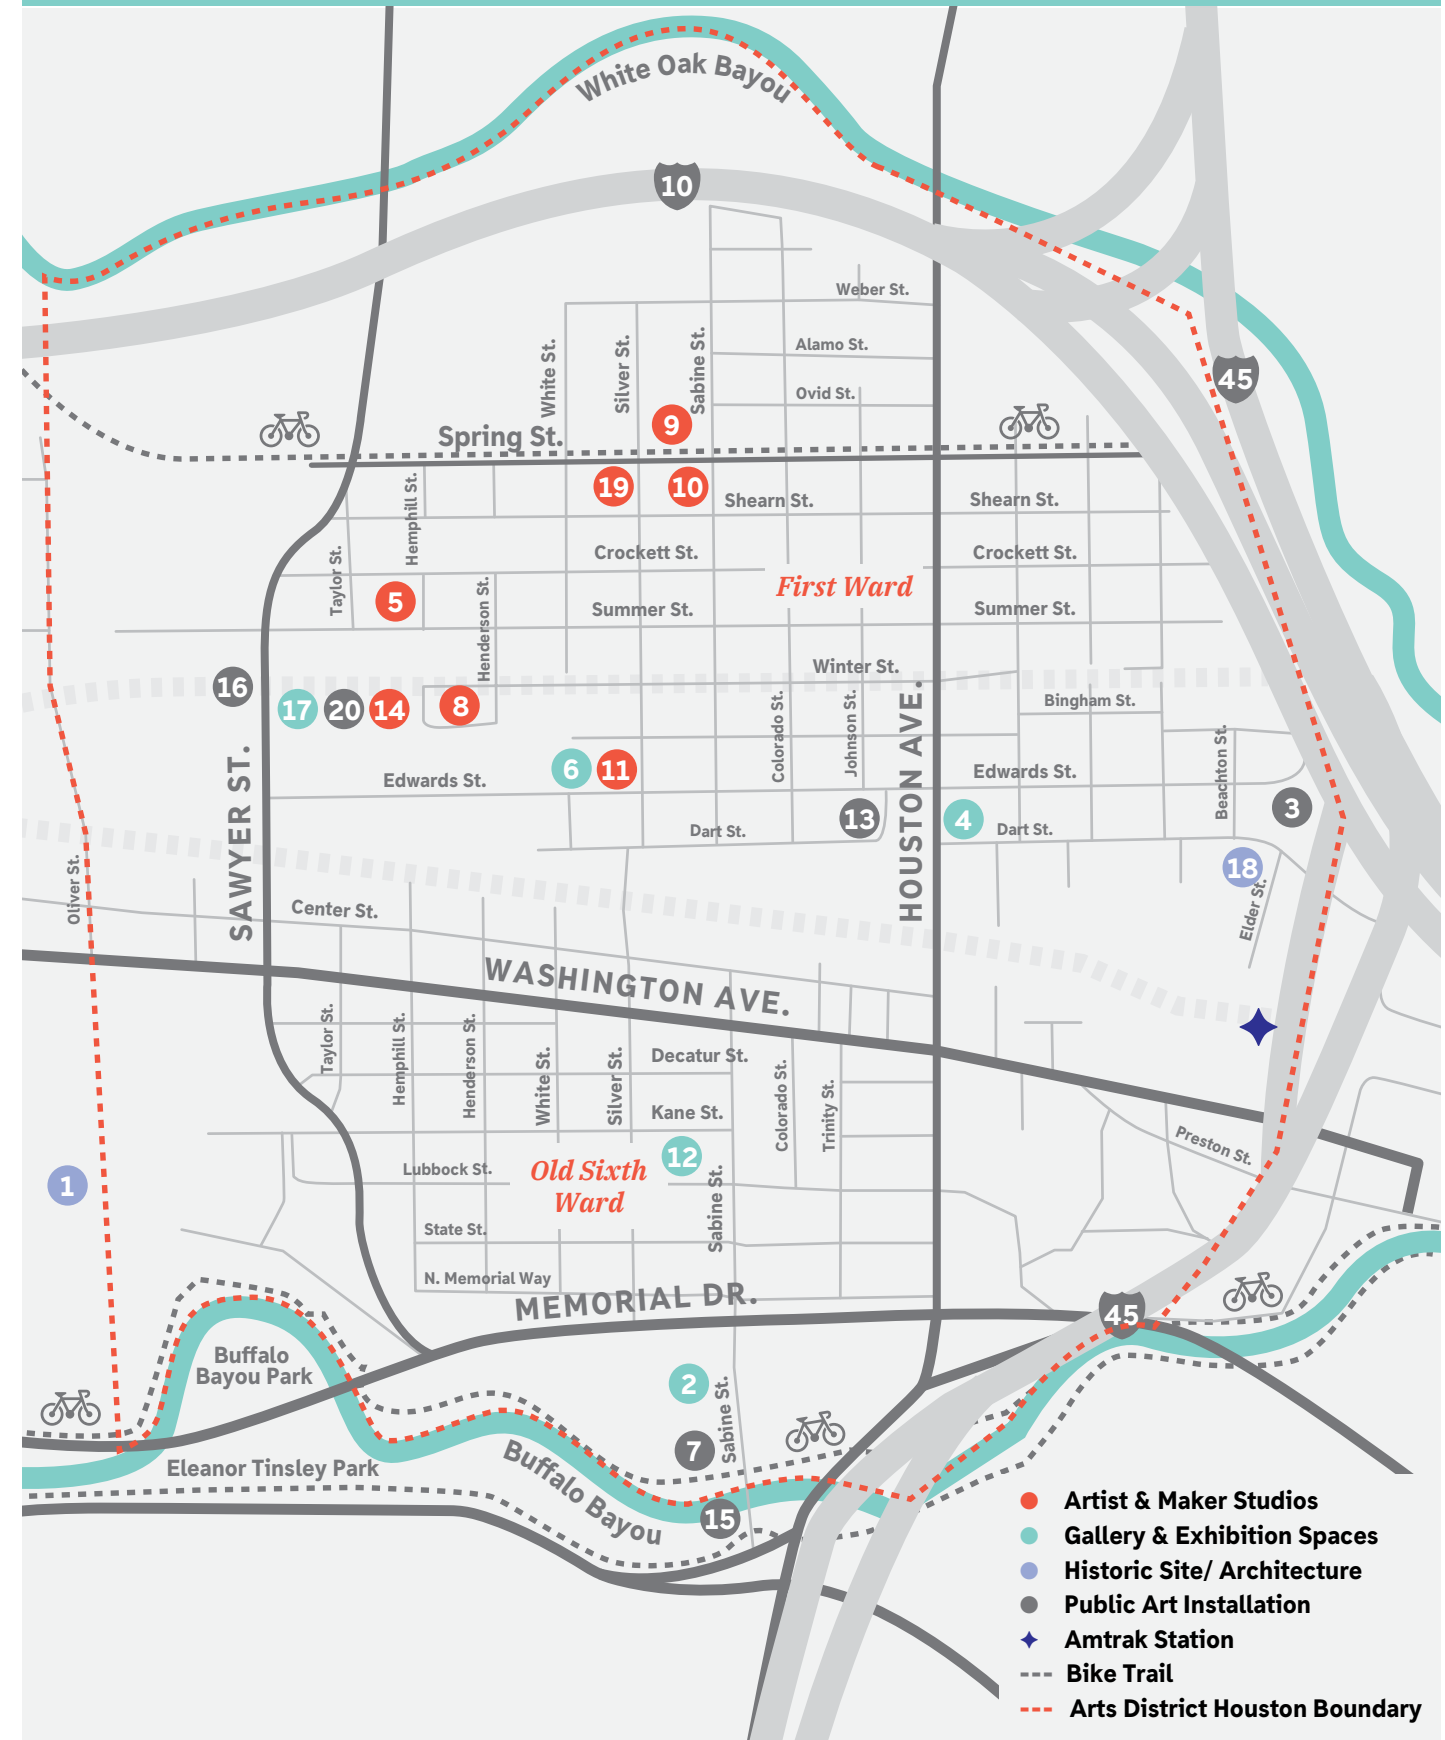 White Oak Bayou
10
Weber St.
Alamo St.
Ovid St.
White St.
Silver St.
Sabine St.
45
9
Spring St.
19
10
Shearn St.
Shearn St.
Hemphill St.
Crockett St.
Crockett St.
Taylor St.
First Ward
5
Henderson St.
Summer St.
Summer St.
Winter St.
16
17
20
14
8
Bingham St.
Colorado St.
Johnson St.
HOUSTON AVE.
Beachton St.
SAWYER ST.
6
11
Edwards St.
Edwards St.
3
13
4
Dart St.
Dart St.
18
Elder St.
Oliver St.
Center St.
WASHINGTON AVE.
Taylor St.
Hemphill St.
Henderson St.
White St.
Silver St.
Decatur St.
Colorado St.
Trinity St.
Kane St.
Preston St.
12
Lubbock St.
Old Sixth
Ward
1
Sabine St.
State St.
N. Memorial Way
MEMORIAL DR.
45
Buffalo
Bayou Park
2
Sabine St.
7
Eleanor Tinsley Park
Buffalo Bayou
15
Artist & Maker Studios
Gallery & Exhibition Spaces
Historic Site/ Architecture
Public Art Installation
Amtrak Station
Bike Trail
Arts District Houston Boundary